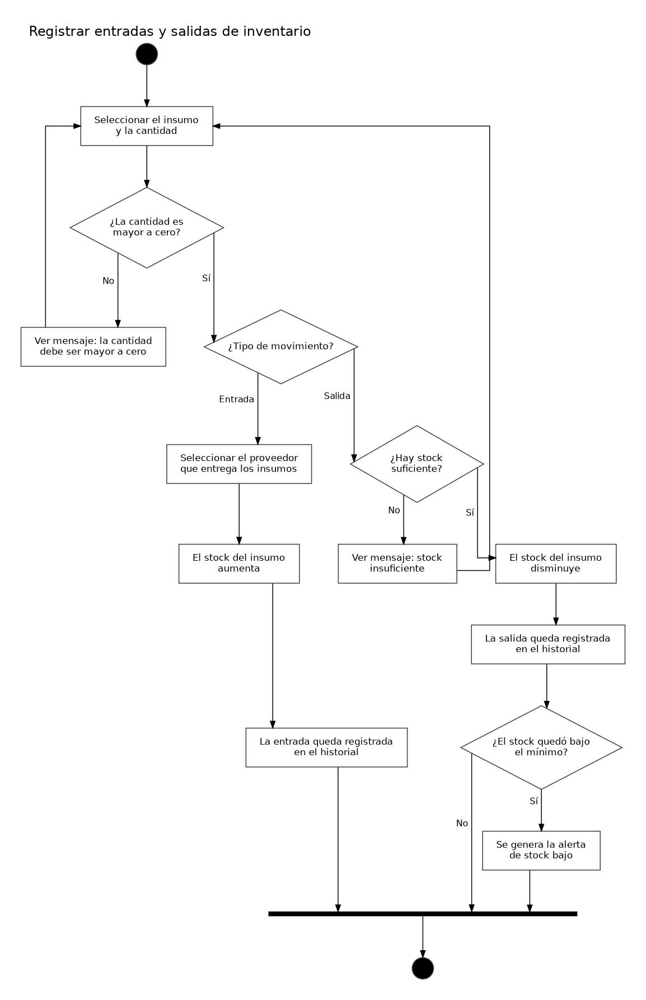 Registrar entradas y salidas de inventario
Seleccionar el insumo
y la cantidad
¿La cantidad es
mayor a cero?
No
Sí
Ver mensaje: la cantidad
debe ser mayor a cero
¿Tipo de movimiento?
Entrada
Salida
Seleccionar el proveedor
que entrega los insumos
¿Hay stock
suficiente?
No
Sí
El stock del insumo
aumenta
Ver mensaje: stock
insuficiente
El stock del insumo
disminuye
La salida queda registrada
en el historial
La entrada queda registrada
en el historial
¿El stock quedó bajo
el mínimo?
Sí
No
Se genera la alerta
de stock bajo